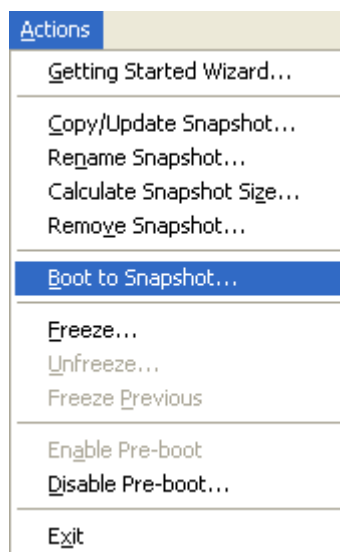 Actions
Getting Started Wizard...
Copy/Update Snapshot...
Rename Snapshot...
Calculate Snapshot Size...
Remove Snapshot...
Boot to Snapshot...
Freeze...
Unfreeze...
Freeze Previous
Enable Pre-boot
Disable Pre-boot...
Exit